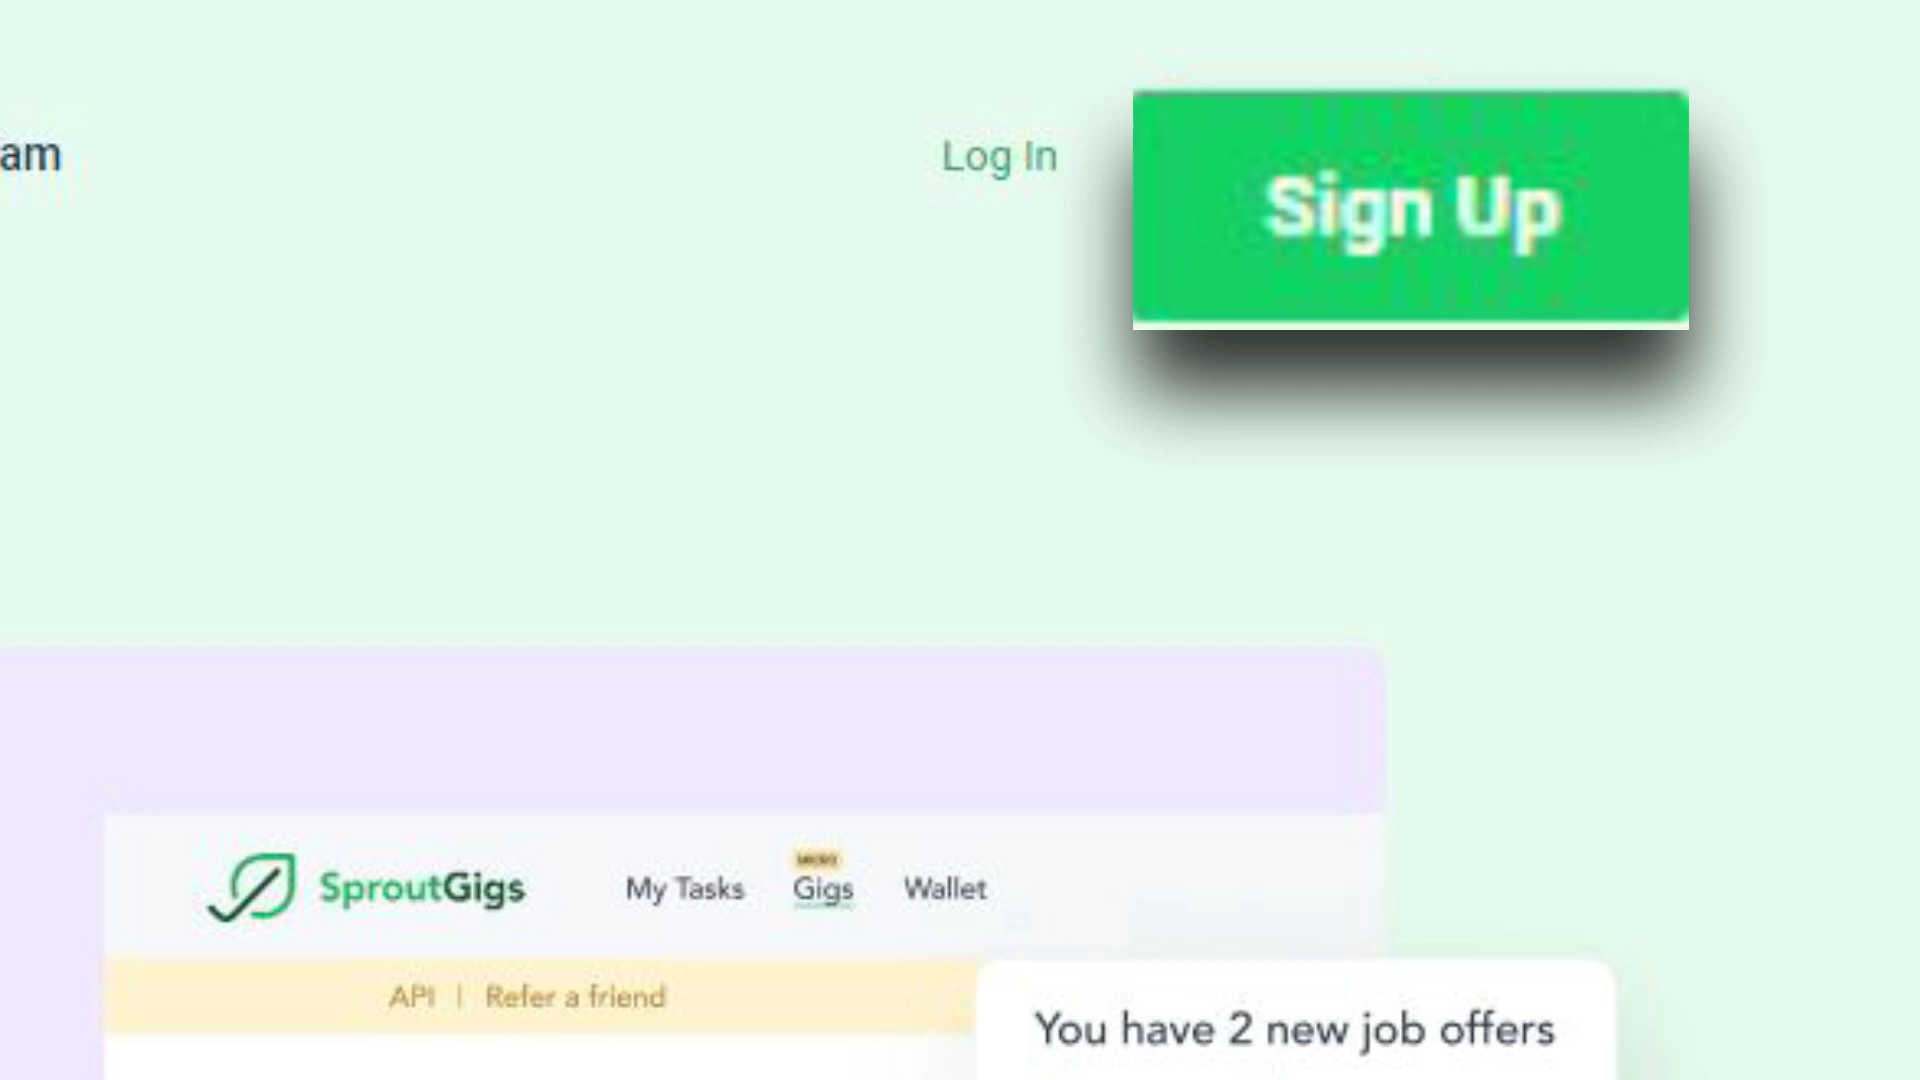 am
Log In
Sign Up
SproutGigs
My Tasks
MICRO
Gigs
Wallet
API | Refer a friend
You have 2 new job offers